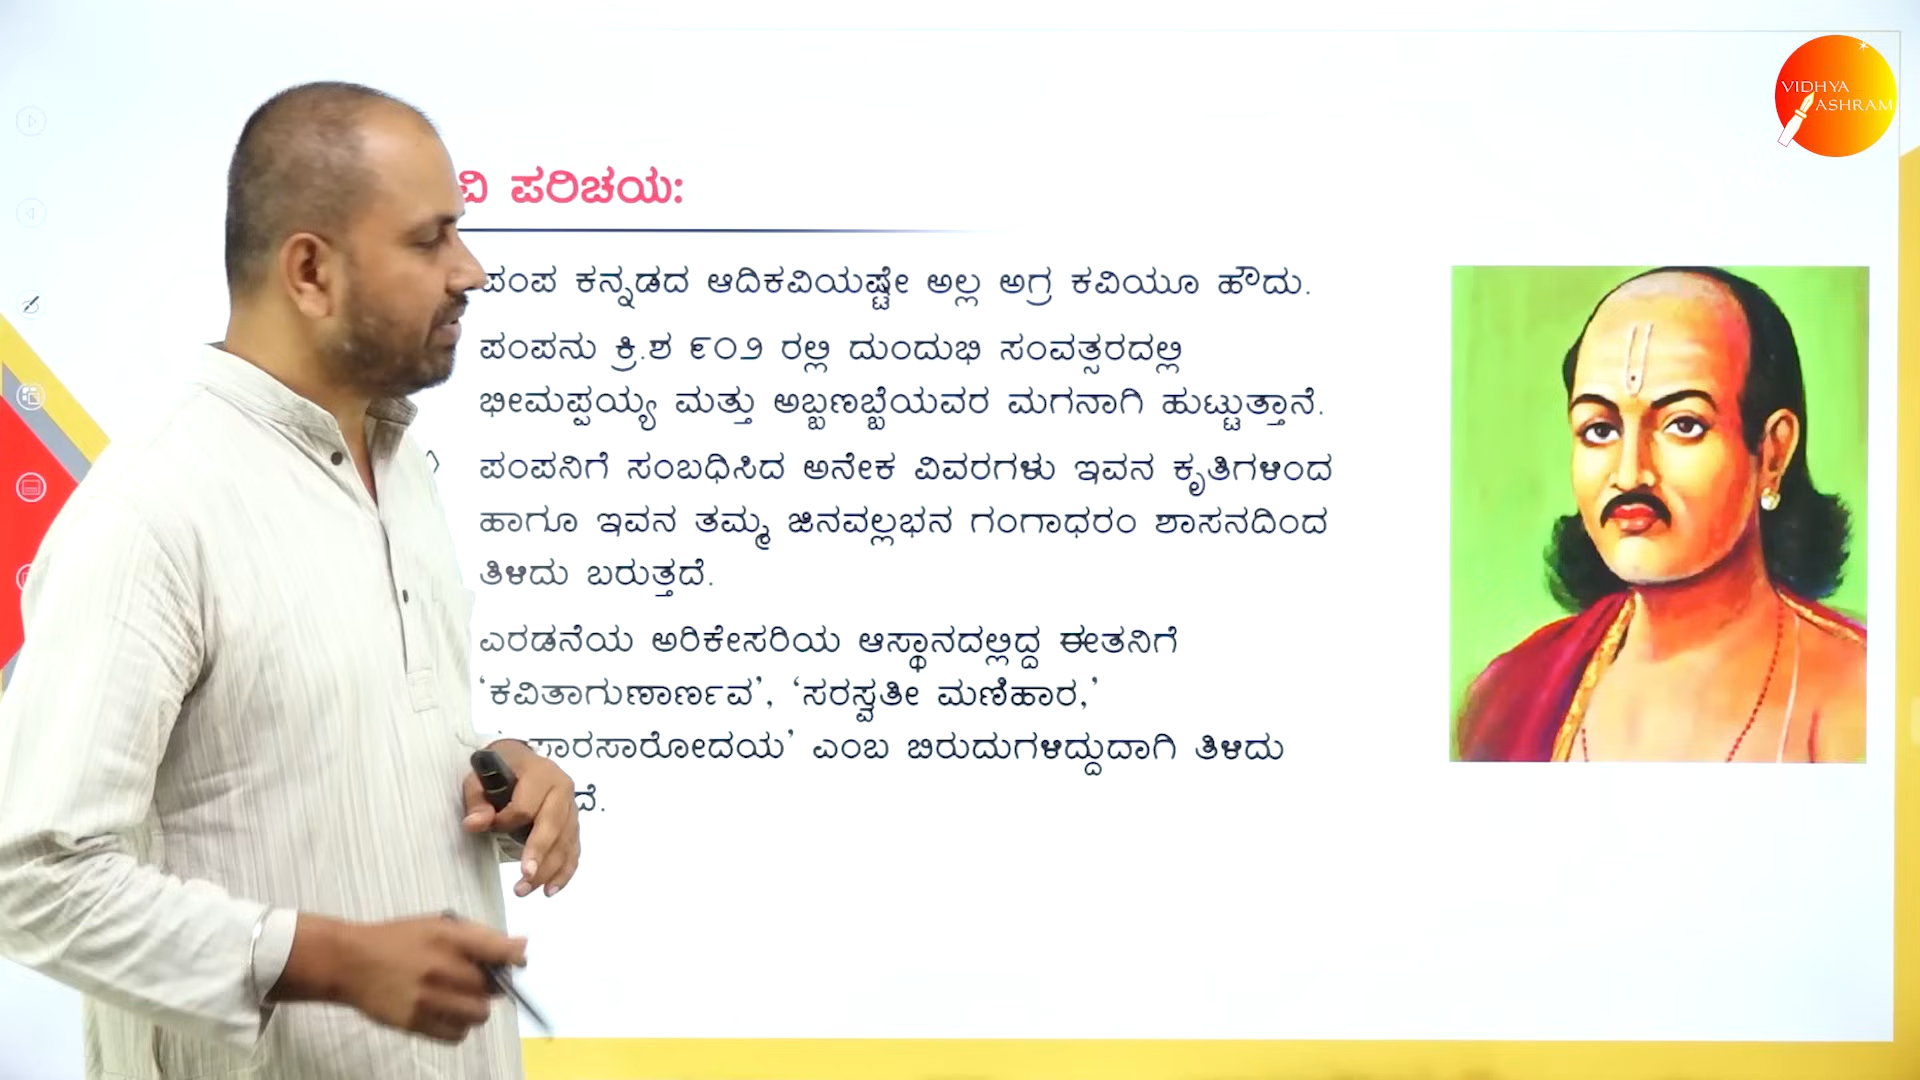 VIDHYA
ASHRAM
ಪರಿಚಯ:
ಪಂಪ ಕನ್ನಡದ ಆದಿಕವಿಯಷ್ಟೇ ಅಲ್ಲ ಅಗ್ರ ಕವಿಯೂ ಹೌದು.
ಪಂಪನು ಕ್ರಿ.ಶ ೯೦೨ ರಲ್ಲಿ ದುಂದುಭಿ ಸಂವತ್ಸರದಲ್ಲಿ
ಭೀಮಪ್ಪಯ್ಯ ಮತ್ತು ಅಬ್ಬಣಬ್ಬೆಯವರ ಮಗನಾಗಿ ಹುಟ್ಟುತ್ತಾನೆ.
ಪಂಪನಿಗೆ ಸಂಬಧಿಸಿದ ಅನೇಕ ವಿವರಗಳು ಇವನ ಕೃತಿಗಳಿಂದ
ಹಾಗೂ ಇವನ ತಮ್ಮ ಜಿನವಲ್ಲಭನ ಗಂಗಾಧರಂ ಶಾಸನದಿಂದ
ತಿಳಿದು ಬರುತ್ತದೆ.
ಎರಡನೆಯ ಅರಿಕೇಸರಿಯ ಆಸ್ಥಾನದಲ್ಲಿದ್ದ ಈತನಿಗೆ
‘ಕವಿತಾಗುಣಾರ್ಣವ’, ‘ಸರಸ್ವತೀ ಮಣಿಹಾರ,’
ಎಂಬ ಬಿರುದುಗಳಿದ್ದುದಾಗಿ ತಿಳಿದು